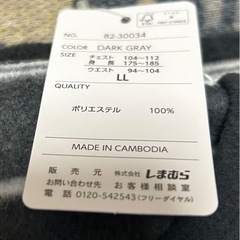 NO. 82-30034
COLOR DARK GRAY
SIZE チェスト 104~112
身長 175~185
ウエスト 94~104
LL
QUALITY
ポリエステル 100%
MADE IN CAMBODIA
販売元 株式会社 しまむら
お問い合わせ先 お客様相談室
電話 0120-542543(フリーダイヤル)